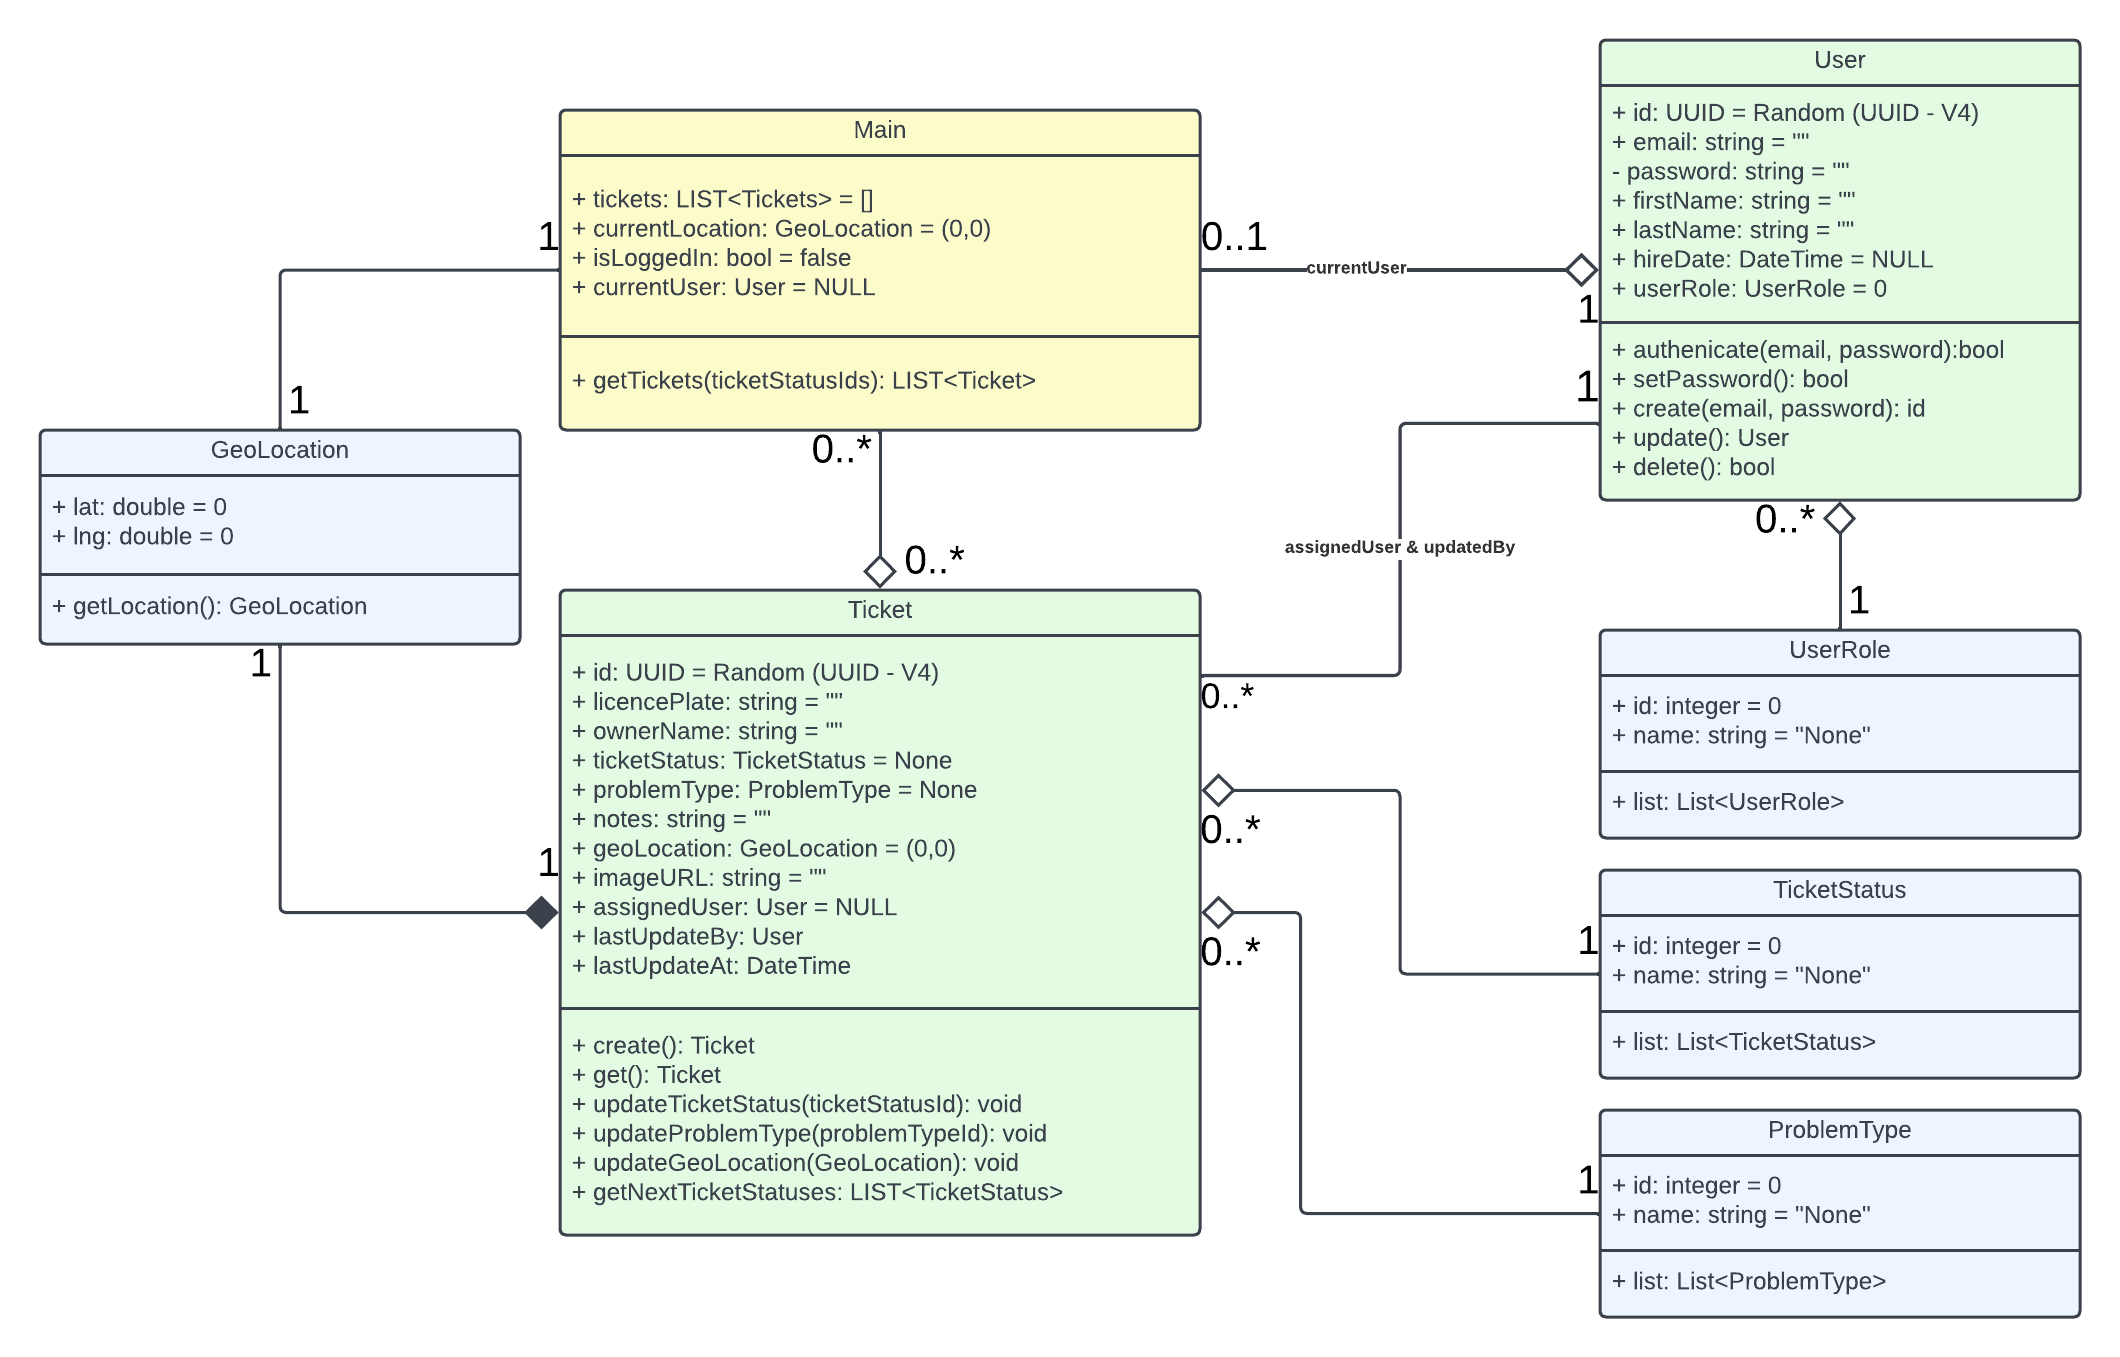 Main
+ tickets: LIST<Tickets> = []
+ currentLocation: GeoLocation = (0,0)
+ isLoggedIn: bool = false
+ currentUser: User = NULL
+ getTickets(ticketStatusIds): LIST<Ticket>
1
1
0..1
currentUser
1
0..*
0..*
User
+ id: UUID = Random (UUID - V4)
+ email: string = ""
- password: string = ""
+ firstName: string = ""
+ lastName: string = ""
+ hireDate: DateTime = NULL
+ userRole: UserRole = 0
+ authenicate(email, password):bool
+ setPassword(): bool
+ create(email, password): id
+ update(): User
+ delete(): bool
1
assignedUser & updatedBy
0..*
0..*
1
GeoLocation
+ lat: double = 0
+ lng: double = 0
+ getLocation(): GeoLocation
1
1
Ticket
+ id: UUID = Random (UUID - V4)
+ licencePlate: string = ""
+ ownerName: string = ""
+ ticketStatus: TicketStatus = None
+ problemType: ProblemType = None
+ notes: string = ""
+ geoLocation: GeoLocation = (0,0)
+ imageURL: string = ""
+ assignedUser: User = NULL
+ lastUpdateBy: User
+ lastUpdateAt: DateTime
+ create(): Ticket
+ get(): Ticket
+ updateTicketStatus(ticketStatusId): void
+ updateProblemType(problemTypeId): void
+ updateGeoLocation(GeoLocation): void
+ getNextTicketStatuses: LIST<TicketStatus>
0..*
1
0..*
1
UserRole
+ id: integer = 0
+ name: string = "None"
+ list: List<UserRole>
TicketStatus
+ id: integer = 0
+ name: string = "None"
+ list: List<TicketStatus>
ProblemType
+ id: integer = 0
+ name: string = "None"
+ list: List<ProblemType>